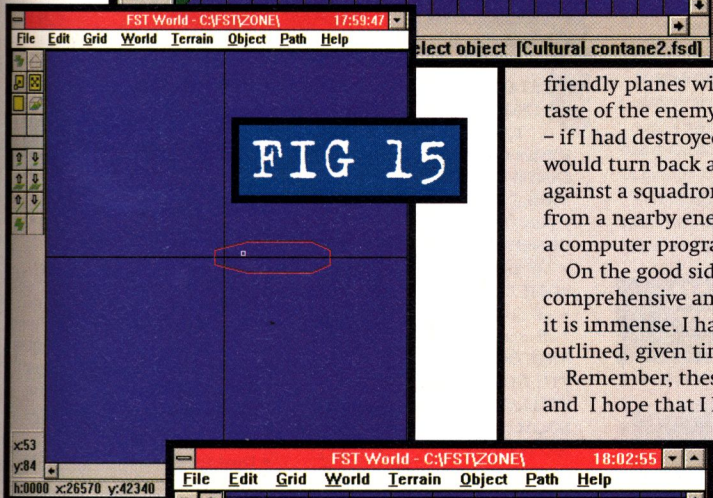 FST World - C:\FST\ZONE\ 17:59:47
File Edit Grid World Terrain Object Path Help
elect object [Cultural contane2.fsd]
FIG 15
friendly planes wi
taste of the enemy
– if I had destroye
would turn back a
against a squadro
from a nearby ene
a computer progra
On the good sid
comprehensive an
it is immense. I ha
outlined, given tin
Remember, thes
and I hope that I
x:53
y:84
h:0000 x:26570 y:42340
FST World - C:\FST\ZONE\ 18:02:55
File Edit Grid World Terrain Object Path Help